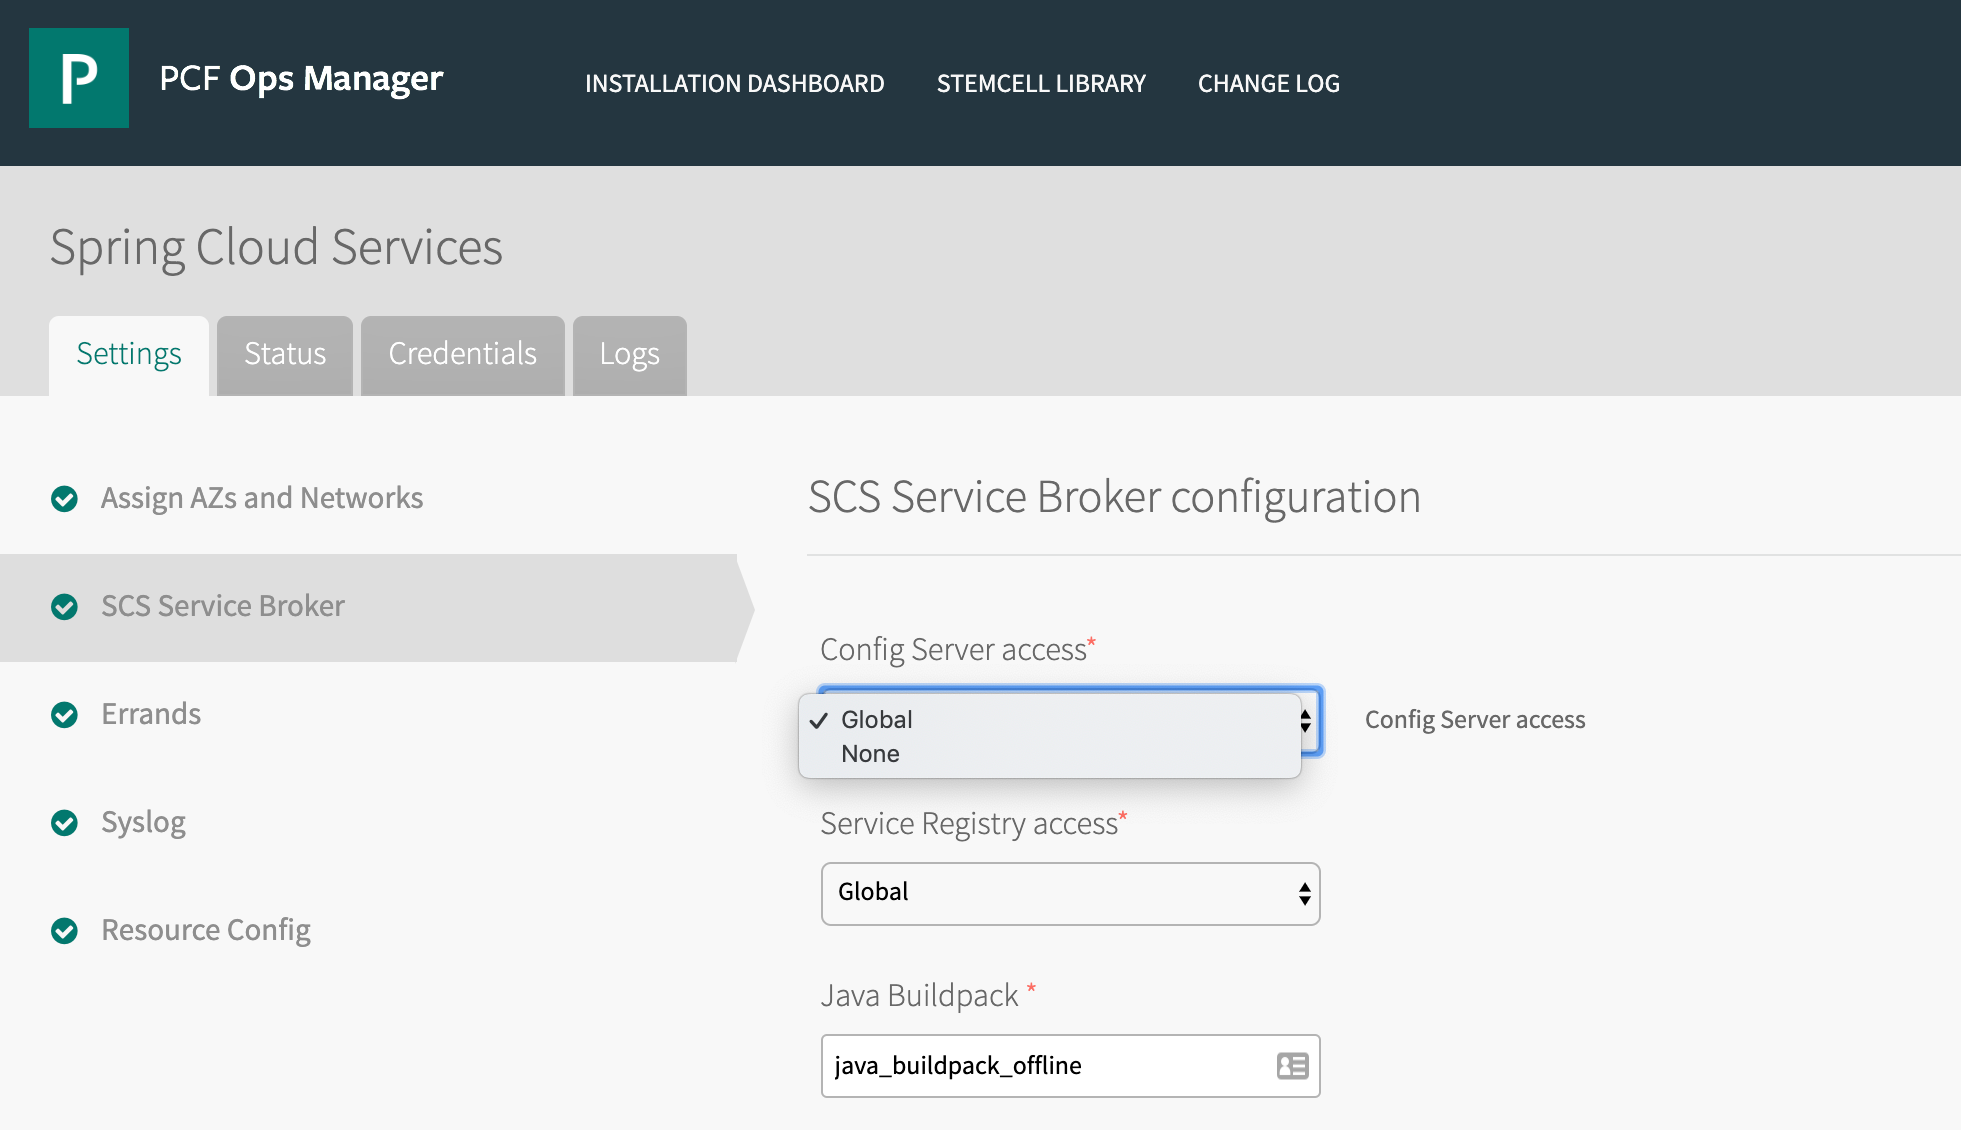 P
PCF Ops Manager
INSTALLATION DASHBOARD
STEMCELL LIBRARY
CHANGE LOG
Spring Cloud Services
Settings
Status
Credentials
Logs
Assign AZs and Networks
SCS Service Broker
Errands
Syslog
Resource Config
SCS Service Broker configuration
Config Server access*
Global
None
Config Server access
Service Registry access*
Global
Java Buildpack *
java_buildpack_offline